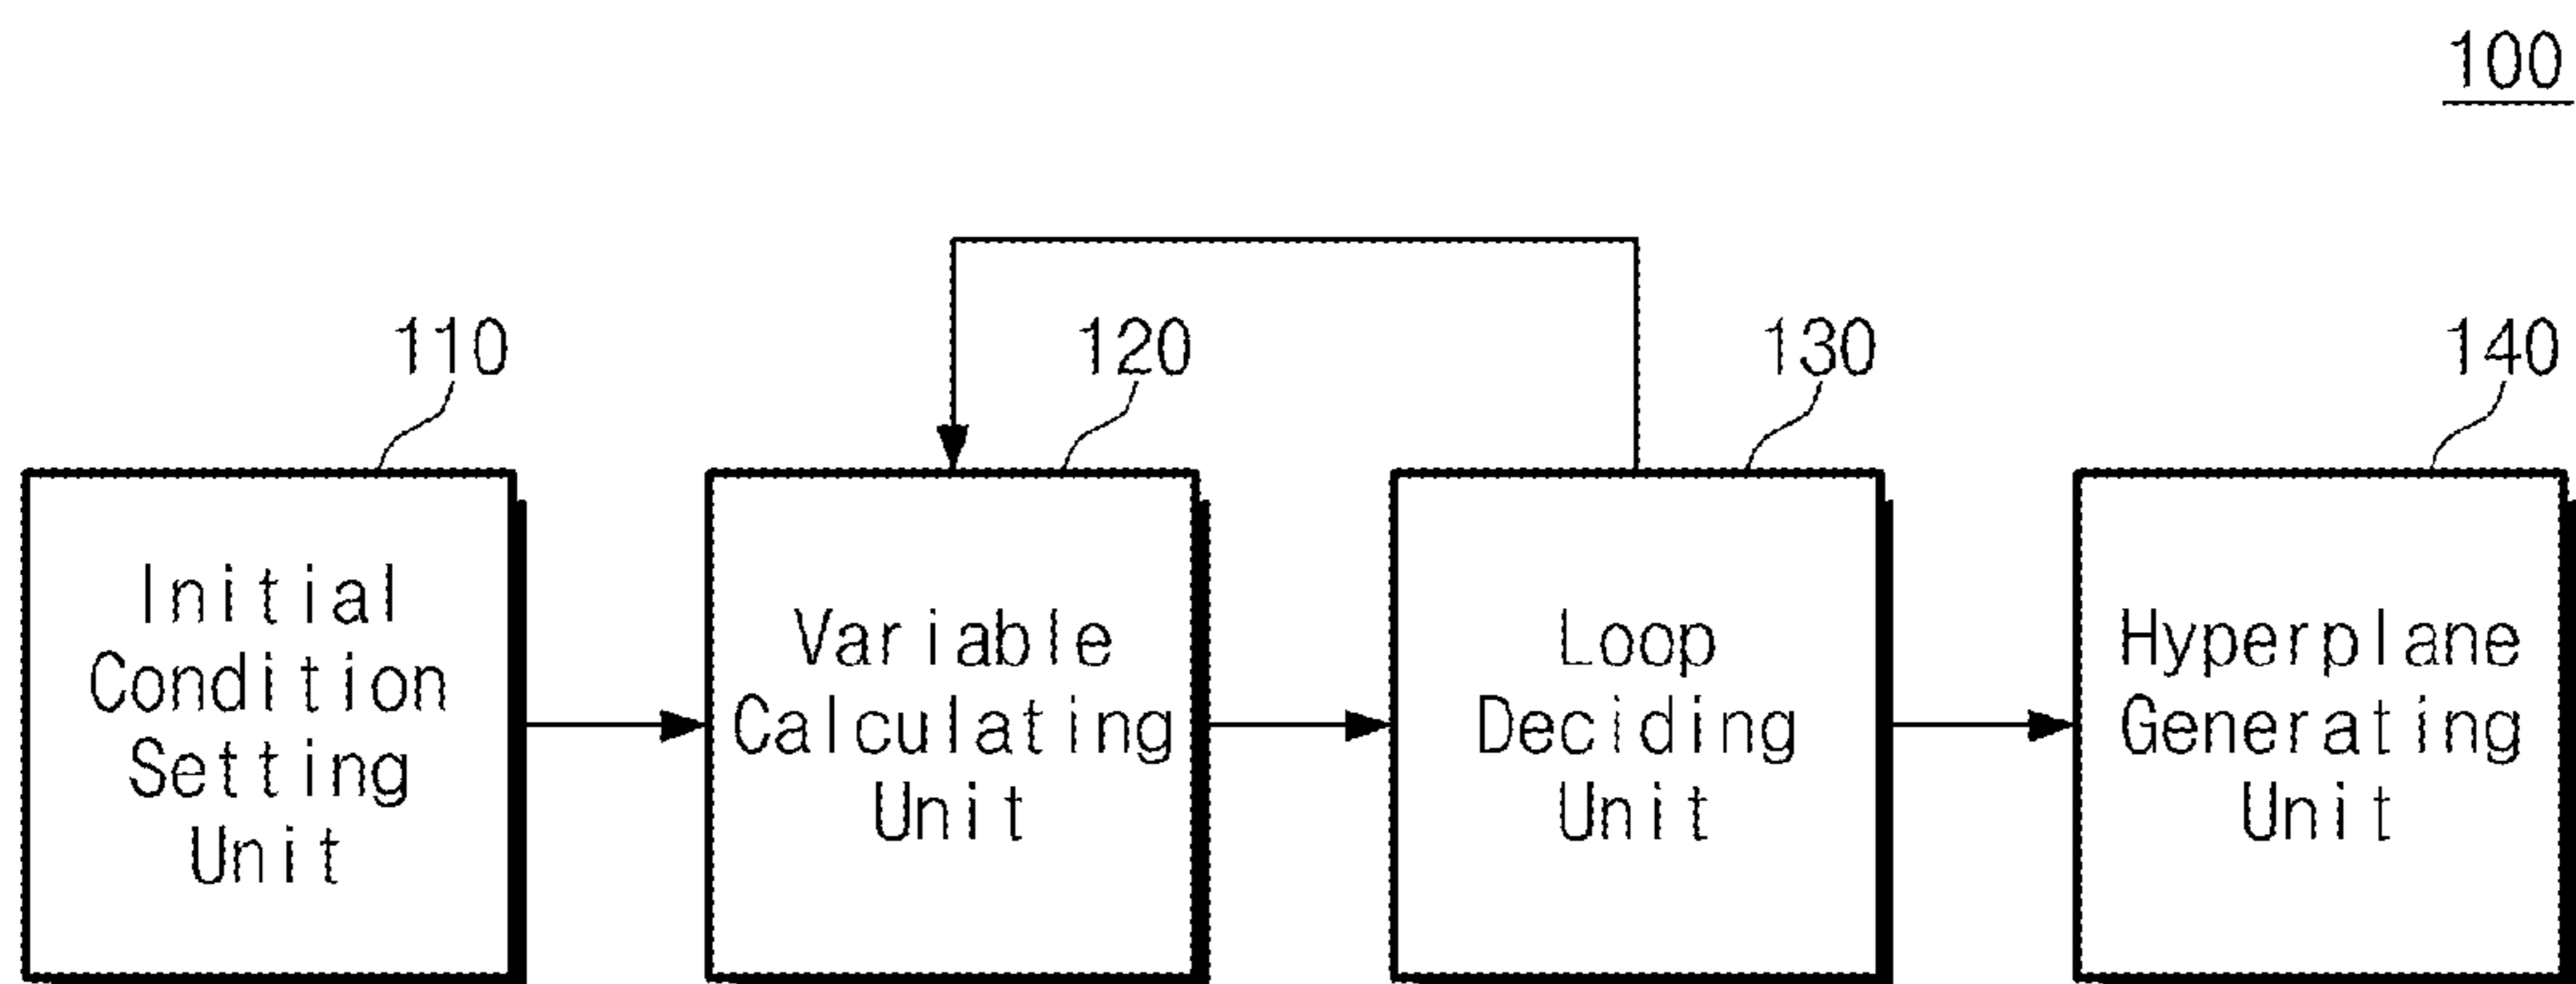 100
110
120
130
140
Initial
Condition
Setting
Unit
Variable
Calculating
Unit
Loop
Deciding
Unit
Hyperplane
Generating
Unit